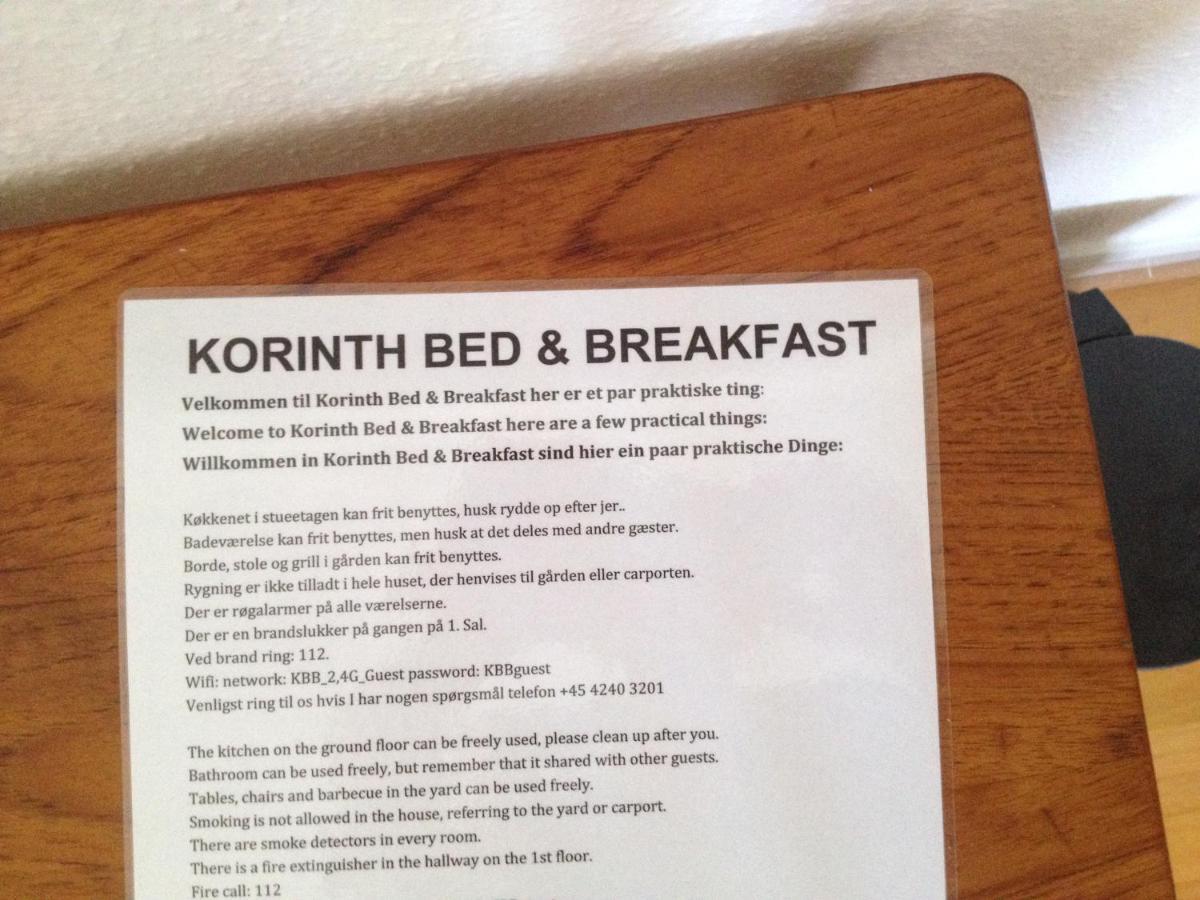 KORINTH BED & BREAKFAST
Velkommen til Korinth Bed & Breakfast her er et par praktiske ting:
Welcome to Korinth Bed & Breakfast here are a few practical things:
Willkommen in Korinth Bed & Breakfast sind hier ein paar praktische Dinge:
Køkkenet i stueetagen kan frit benyttes, husk rydde op efter jer..
Badeværelse kan frit benyttes, men husk at det deles med andre gæster.
Borde, stole og grill i gården kan frit benyttes.
Rygning er ikke tilladt i hele huset, der henvises til gården eller carporten.
Der er røgalarmer på alle værelserne.
Der er en brandslukker på gangen på 1. Sal.
Ved brand ring: 112.
Wifi: network: KBB_2,4G_Guest password: KBBguest
Venligst ring til os hvis I har nogen spørgsmål telefon +45 4240 3201
The kitchen on the ground floor can be freely used, please clean up after you.
Bathroom can be used freely, but remember that it shared with other guests.
Tables, chairs and barbecue in the yard can be used freely.
Smoking is not allowed in the house, referring to the yard or carport.
There are smoke detectors in every room.
There is a fire extinguisher in the hallway on the 1st floor.
Fire call: 112